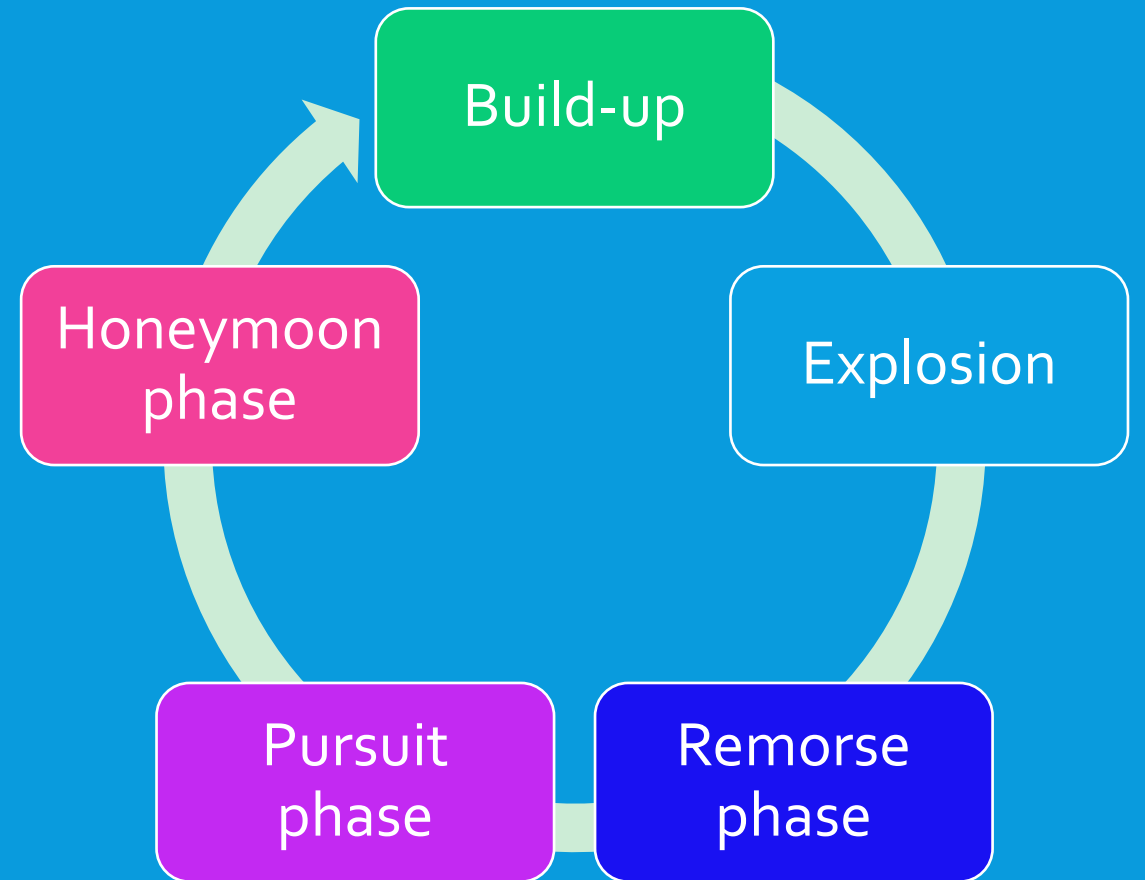 Build-up
Explosion
Remorse
phase
Pursuit
phase
Honeymoon
phase